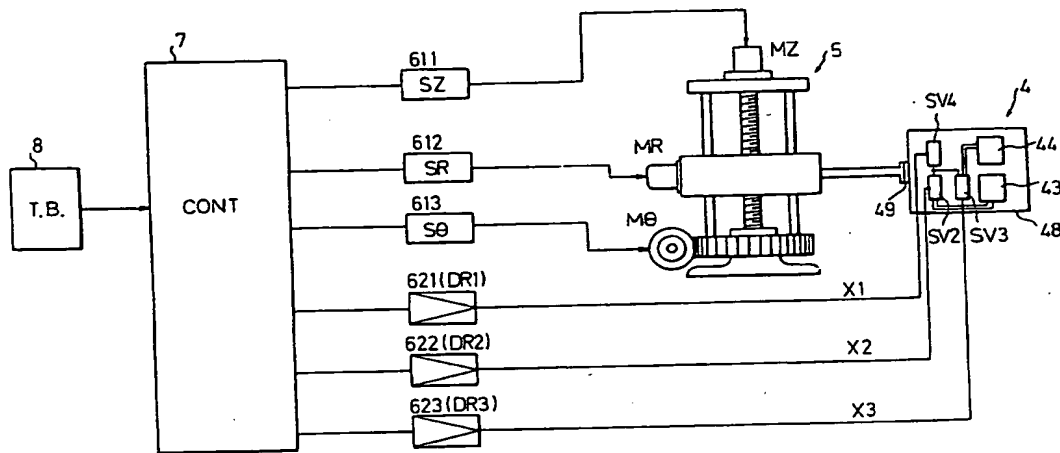 7
611
SZ
MZ
5
4
SV4
44
8
T.B.
CONT
612
SR
MR
43
49
613
Sθ
Mθ
SV2
SV3
48
621(DR1)
X1
622(DR2)
X2
623(DR3)
X3